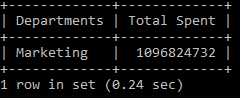 +-------------+-------------+
| Departments | Total Spent |
+-------------+-------------+
| Marketing   |  1096824732 |
+-------------+-------------+
1 row in set (0.24 sec)